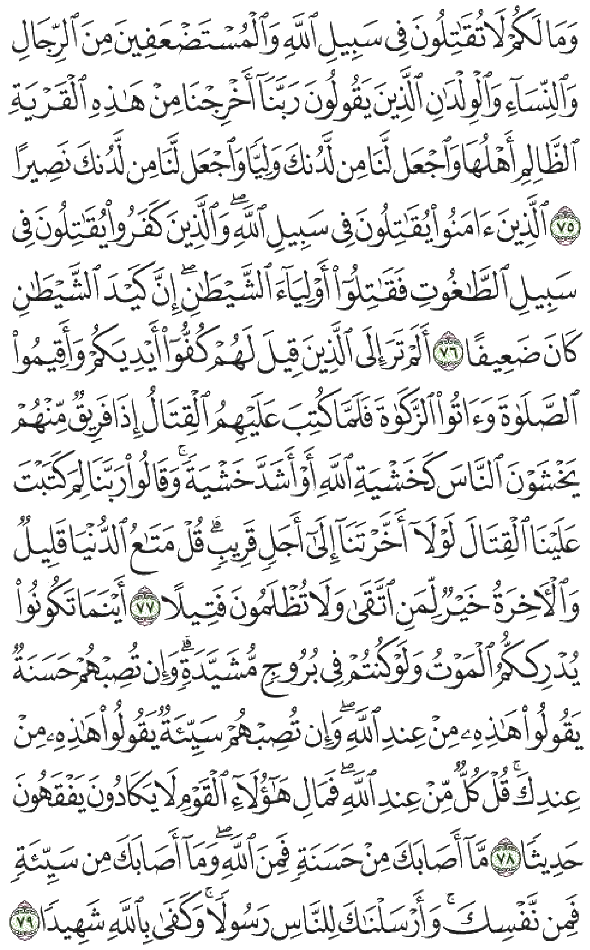 وَمَا لَكُمْ لَا تُقَٰتِلُونَ فِى سَبِيلِ ٱللَّهِ وَٱلْمُسْتَضْعَفِينَ مِنَ ٱلرِّجَالِ
وَٱلنِّسَآءِ وَٱلْوِلْدَٰنِ ٱلَّذِينَ يَقُولُونَ رَبَّنَآ أَخْرِجْنَا مِنْ هَٰذِهِ ٱلْقَرْيَةِ
ٱلظَّالِمِ أَهْلُهَا وَٱجْعَل لَّنَا مِن لَّدُنكَ وَلِيًّا وَٱجْعَل لَّنَا مِن لَّدُنكَ نَصِيرًا
٧٥ ٱلَّذِينَ ءَامَنُوا۟ يُقَٰتِلُونَ فِى سَبِيلِ ٱللَّهِ ۖ وَٱلَّذِينَ كَفَرُوا۟ يُقَٰتِلُونَ فِى
سَبِيلِ ٱلطَّٰغُوتِ فَقَٰتِلُوٓا۟ أَوْلِيَآءَ ٱلشَّيْطَٰنِ ۖ إِنَّ كَيْدَ ٱلشَّيْطَٰنِ
كَانَ ضَعِيفًا ٧٦ أَلَمْ تَرَ إِلَى ٱلَّذِينَ قِيلَ لَهُمْ كُفُّوٓا۟ أَيْدِيَكُمْ وَأَقِيمُوا۟
ٱلصَّلَوٰةَ وَءَاتُوا۟ ٱلزَّكَوٰةَ فَلَمَّا كُتِبَ عَلَيْهِمُ ٱلْقِتَالُ إِذَا فَرِيقٌ مِّنْهُمْ
يَخْشَوْنَ ٱلنَّاسَ كَخَشْيَةِ ٱللَّهِ أَوْ أَشَدَّ خَشْيَةً ۚ وَقَالُوا۟ رَبَّنَا لِمَ كَتَبْتَ
عَلَيْنَا ٱلْقِتَالَ لَوْلَآ أَخَّرْتَنَآ إِلَىٰٓ أَجَلٍ قَرِيبٍ ۗ قُلْ مَتَٰعُ ٱلدُّنْيَا قَلِيلٌ
وَٱلْءَاخِرَةُ خَيْرٌ لِّمَنِ ٱتَّقَىٰ وَلَا تُظْلَمُونَ فَتِيلًا ٧٧ أَيْنَمَا تَكُونُوا۟
يُدْرِككُّمُ ٱلْمَوْتُ وَلَوْ كُنتُمْ فِى بُرُوجٍ مُّشَيَّدَةٍ ۗ وَإِن تُصِبْهُمْ حَسَنَةٌ
يَقُولُوا۟ هَٰذِهِۦ مِنْ عِندِ ٱللَّهِ ۖ وَإِن تُصِبْهُمْ سَيِّئَةٌ يَقُولُوا۟ هَٰذِهِۦ مِنْ
عِندِكَ ۚ قُلْ كُلٌّ مِّنْ عِندِ ٱللَّهِ ۖ فَمَالِ هَٰٓؤُلَآءِ ٱلْقَوْمِ لَا يَكَادُونَ يَفْقَهُونَ
حَدِيثًا ٧٨ مَّآ أَصَابَكَ مِنْ حَسَنَةٍ فَمِنَ ٱللَّهِ ۖ وَمَآ أَصَابَكَ مِن سَيِّئَةٍ
فَمِن نَّفْسِكَ ۚ وَأَرْسَلْنَٰكَ لِلنَّاسِ رَسُولًا ۚ وَكَفَىٰ بِٱللَّهِ شَهِيدًا ٧٩